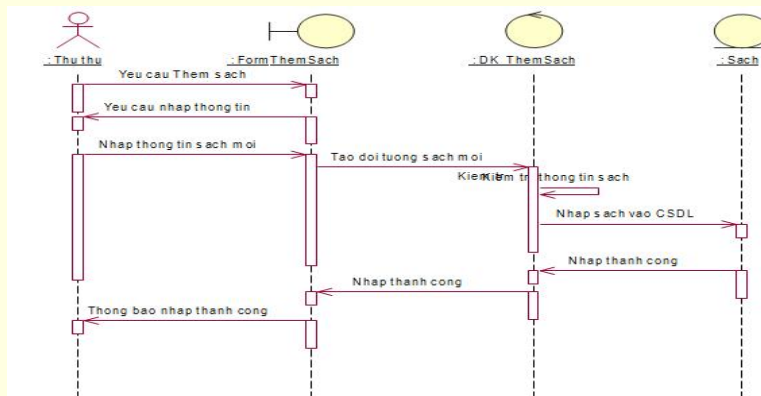 : Thu thu
: FormThemSach
: DK_ThemSach
: Sach
Yeu cau Them sach
Yeu cau nhap thong tin
Nhap thong tin sach moi
Tao doi tuong sach moi
Kiem tra thong tin sach
Nhap sach vao CSDL
Nhap thanh cong
Nhap thanh cong
Thong bao nhap thanh cong